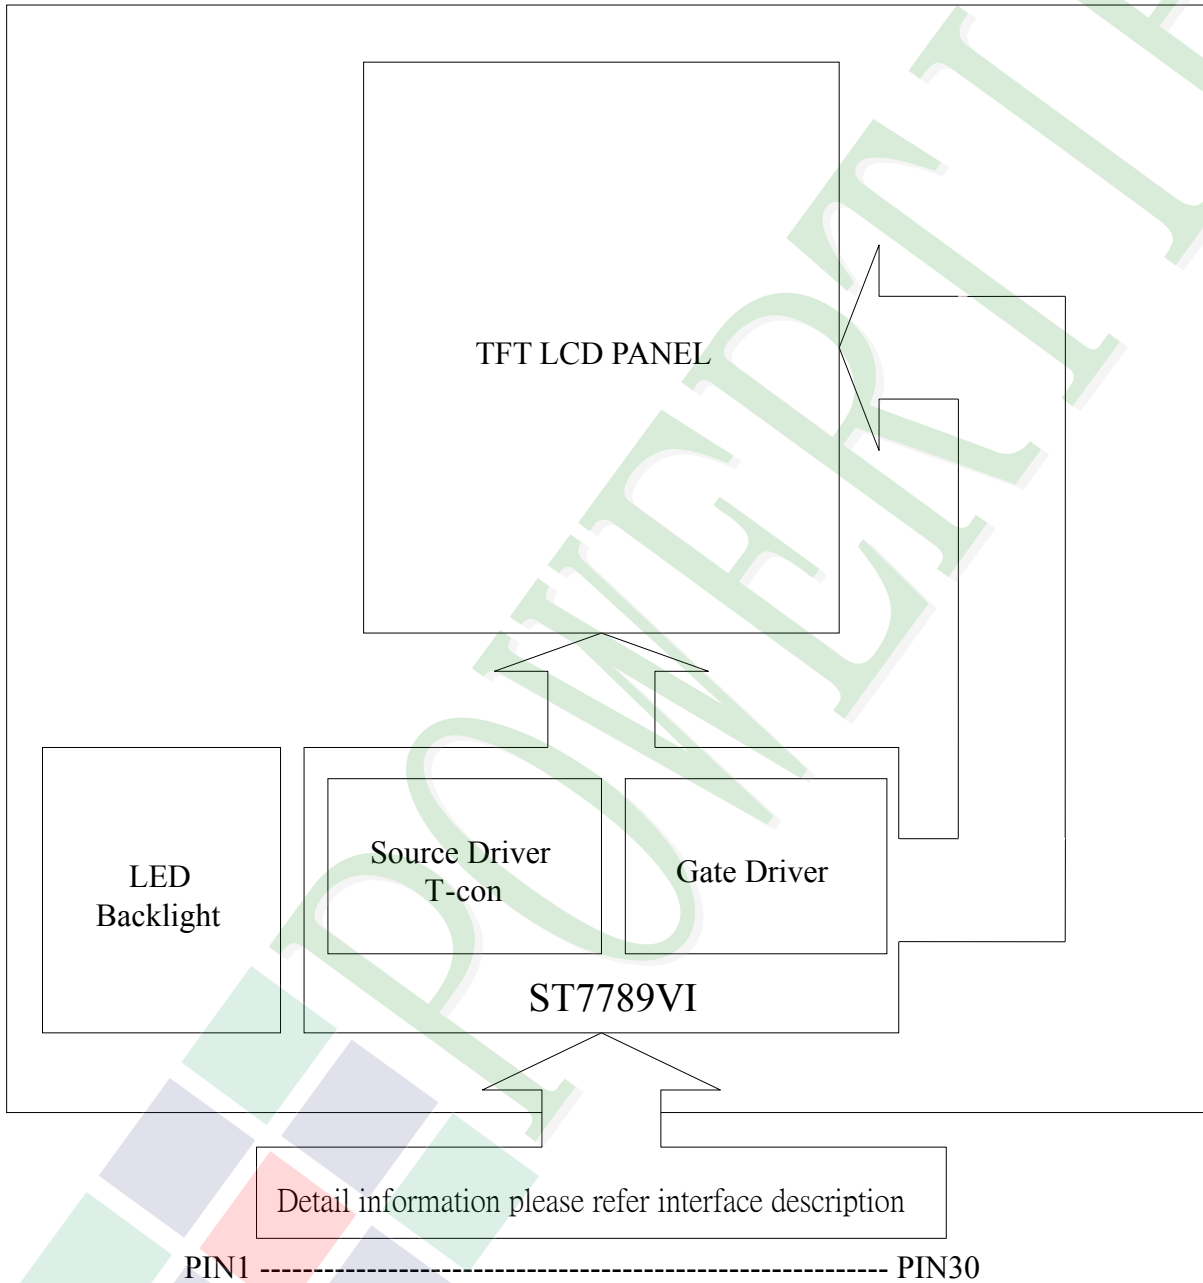 TFT LCD PANEL
LED
Backlight
Source Driver
T-con
Gate Driver
ST7789VI
Detail information please refer interface description
PIN1 -------------------------------------------------------- PIN30
POWERTI